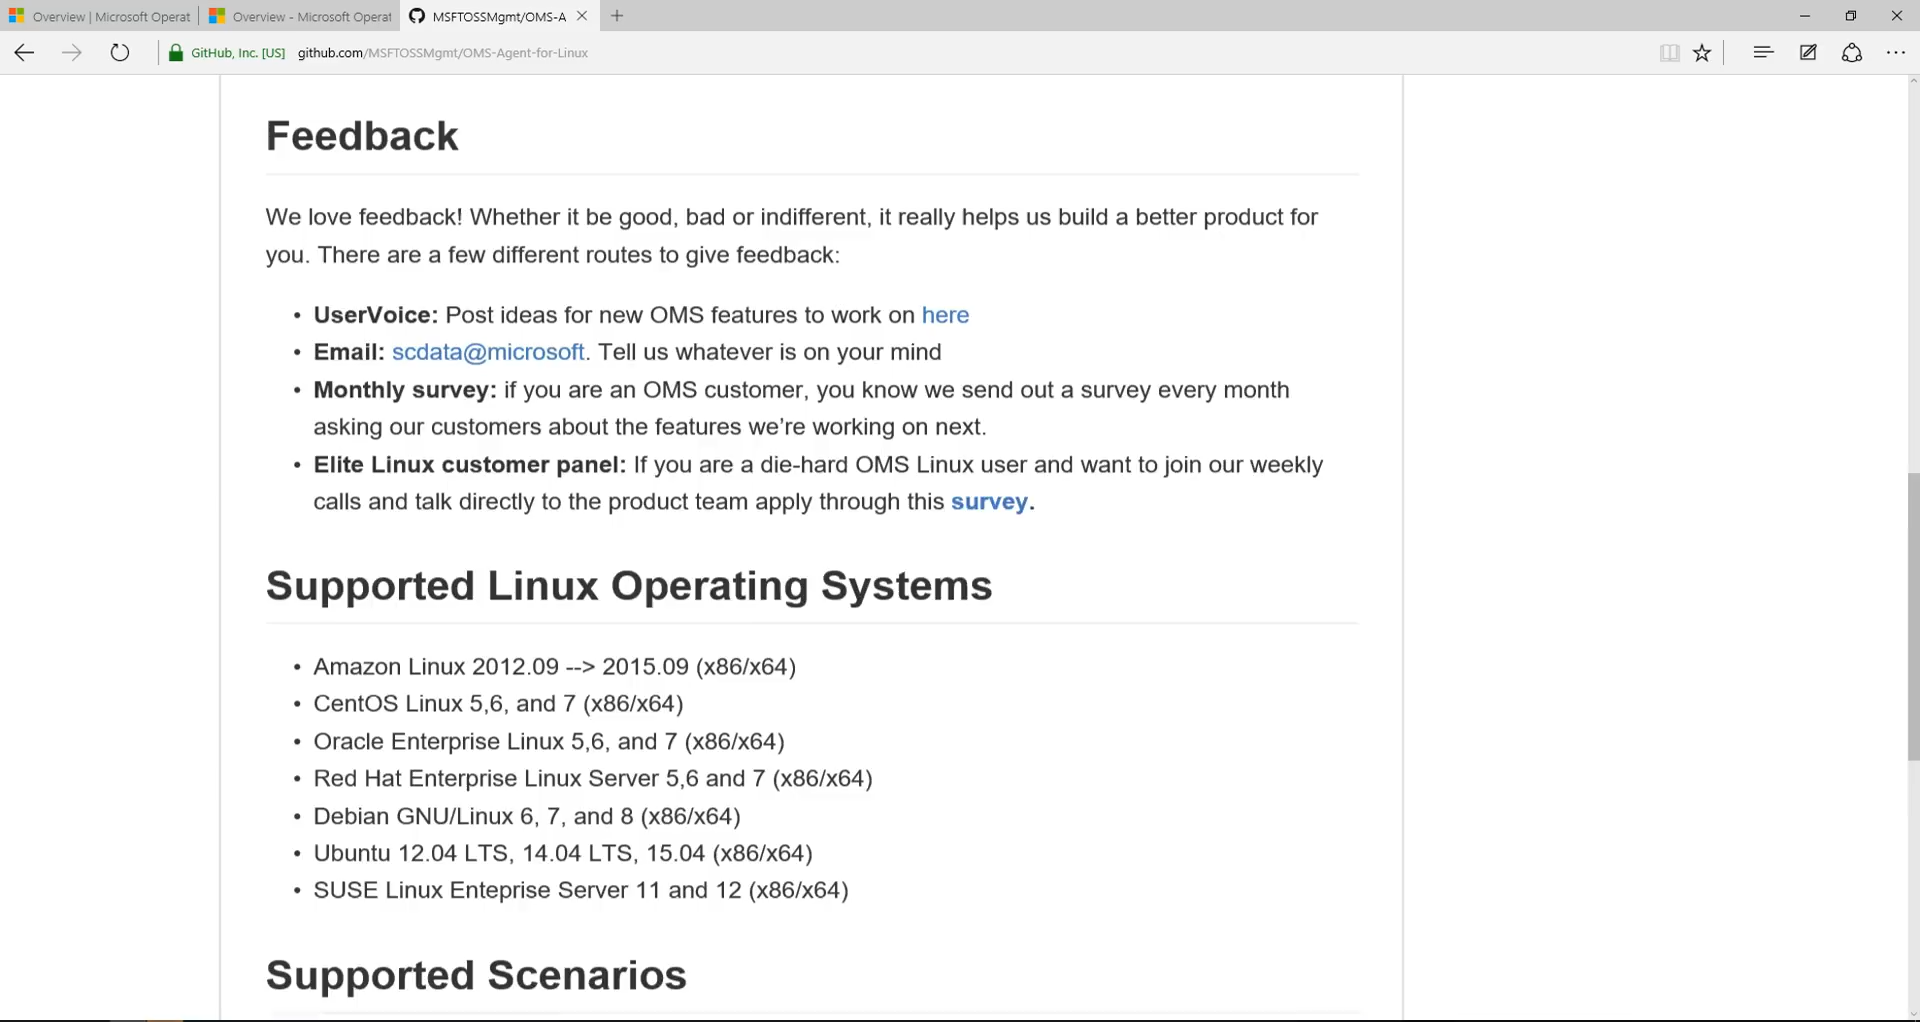 Overview | Microsoft Operat
Overview - Microsoft Operat
MSFTOSSMgmt/OMS-A
GitHub, Inc. [US] github.com/MSFTOSSMgmt/OMS-Agent-for-Linux
Feedback
We love feedback! Whether it be good, bad or indifferent, it really helps us build a better product for
you. There are a few different routes to give feedback:
• UserVoice: Post ideas for new OMS features to work on here
• Email: scdata@microsoft. Tell us whatever is on your mind
• Monthly survey: if you are an OMS customer, you know we send out a survey every month
asking our customers about the features we’re working on next.
• Elite Linux customer panel: If you are a die-hard OMS Linux user and want to join our weekly
calls and talk directly to the product team apply through this survey.
Supported Linux Operating Systems
• Amazon Linux 2012.09 --> 2015.09 (x86/x64)
• CentOS Linux 5,6, and 7 (x86/x64)
• Oracle Enterprise Linux 5,6, and 7 (x86/x64)
• Red Hat Enterprise Linux Server 5,6 and 7 (x86/x64)
• Debian GNU/Linux 6, 7, and 8 (x86/x64)
• Ubuntu 12.04 LTS, 14.04 LTS, 15.04 (x86/x64)
• SUSE Linux Enteprise Server 11 and 12 (x86/x64)
Supported Scenarios